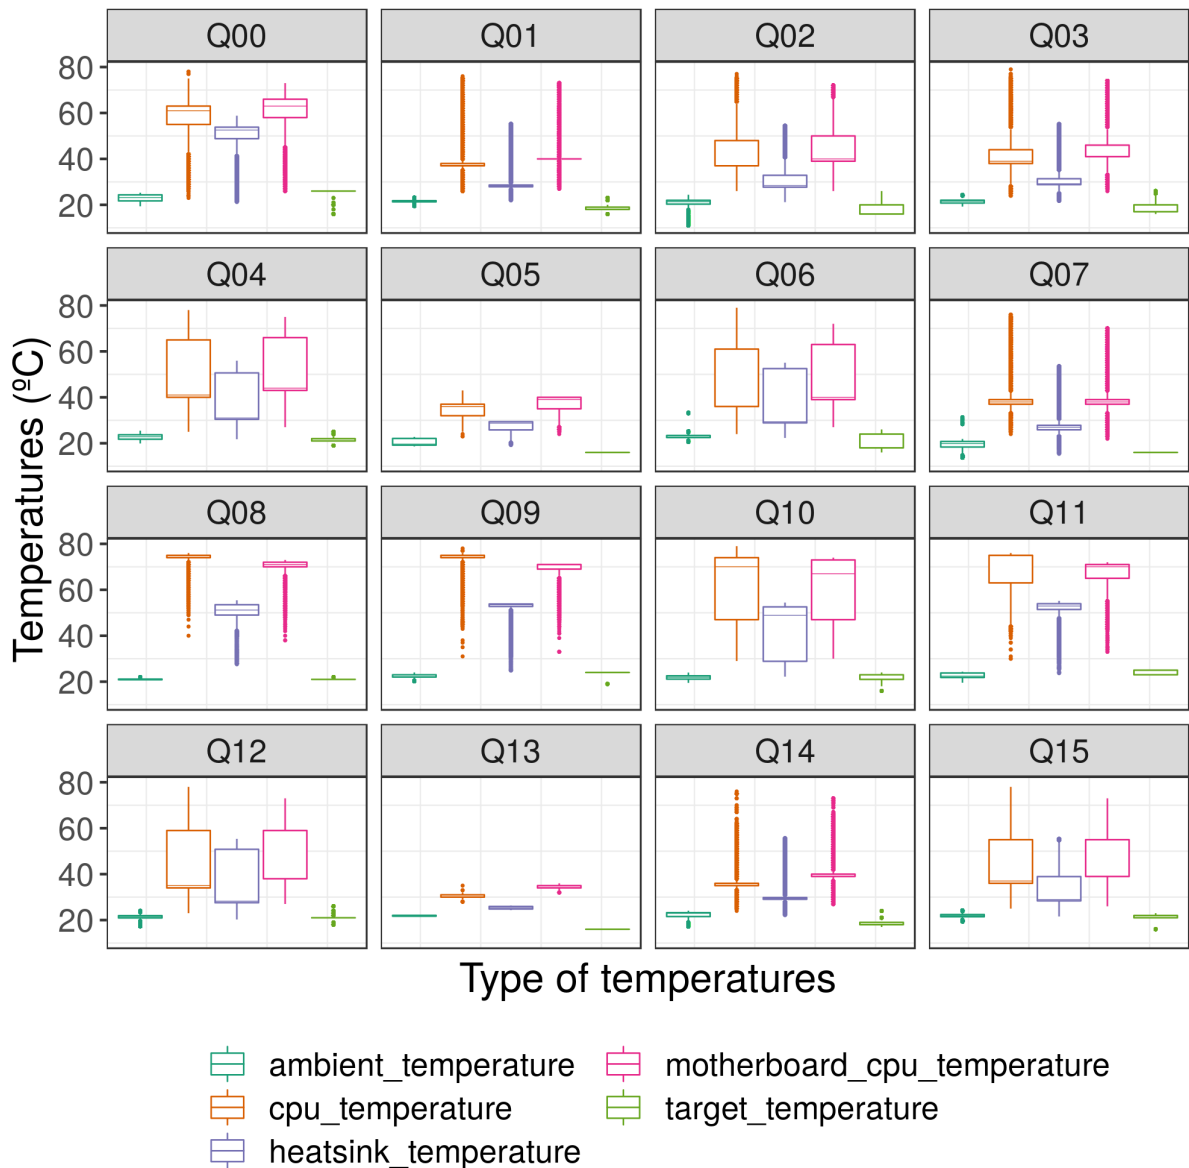 Q00 Q01 Q02 Q03
80
60
40
20
Q04 Q05 Q06 Q07
80
60
40
20
Q08 Q09 Q10 Q11
80
60
40
20
Q12 Q13 Q14 Q15
80
60
40
20
Temperatures (ºC)
Type of temperatures
ambient_temperature motherboard_cpu_temperature
cpu_temperature target_temperature
heatsink_temperature